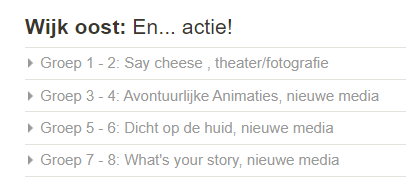 Wijk oost: En... actie!
Groep 1 - 2: Say cheese , theater/fotografie
Groep 3 - 4: Avontuurlijke Animaties, nieuwe media
Groep 5 - 6: Dicht op de huid, nieuwe media
Groep 7 - 8: What's your story, nieuwe media